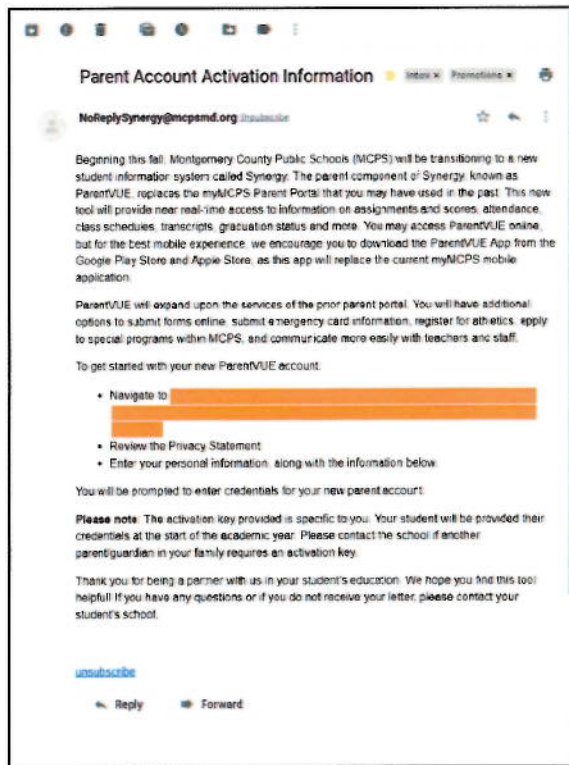 Parent Account Activation Information Inbox x Promotions x
NoReplySynergy@mcpsmd.org Unsubscribe
Beginning this fall, Montgomery County Public Schools (MCPS) will be transitioning to a new
student information system called Synergy. The parent component of Synergy, known as
ParentVUE, replaces the myMCPS Parent Portal that you may have used in the past. This new
tool will provide near real-time access to information on assignments and scores, attendance,
class schedules, transcripts, graduation status and more. You may access ParentVUE online,
but for the best mobile experience, we encourage you to download the ParentVUE App from the
Google Play Store and Apple Store, as this app will replace the current myMCPS mobile
application.
ParentVUE will expand upon the services of the prior parent portal. You will have additional
options to submit forms online, submit emergency card information, register for athletics, apply
to special programs within MCPS, and communicate more easily with teachers and staff.
To get started with your new ParentVUE account:
• Navigate to
• Review the Privacy Statement
• Enter your personal information, along with the information below.
You will be prompted to enter credentials for your new parent account.
Please note: The activation key provided is specific to you. Your student will be provided their
credentials at the start of the academic year. Please contact the school if another
parent/guardian in your family requires an activation key.
Thank you for being a partner with us in your student's education. We hope you find this tool
helpful! If you have any questions or if you do not receive your letter, please contact your
student's school.
unsubscribe
Reply Forward